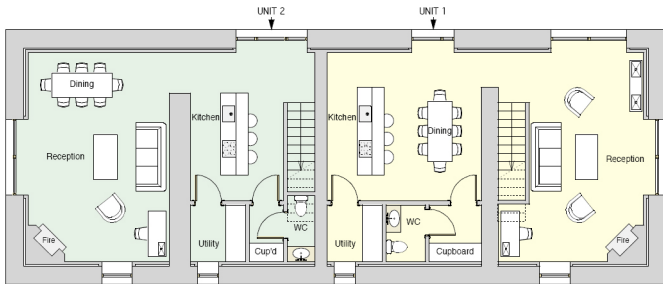 UNIT 2
UNIT 1
Dining
Kitchen
Kitchen
Dining
Reception
Reception
WC
WC
Utility
Cup'd
Utility
Cupboard
Fire
Fire